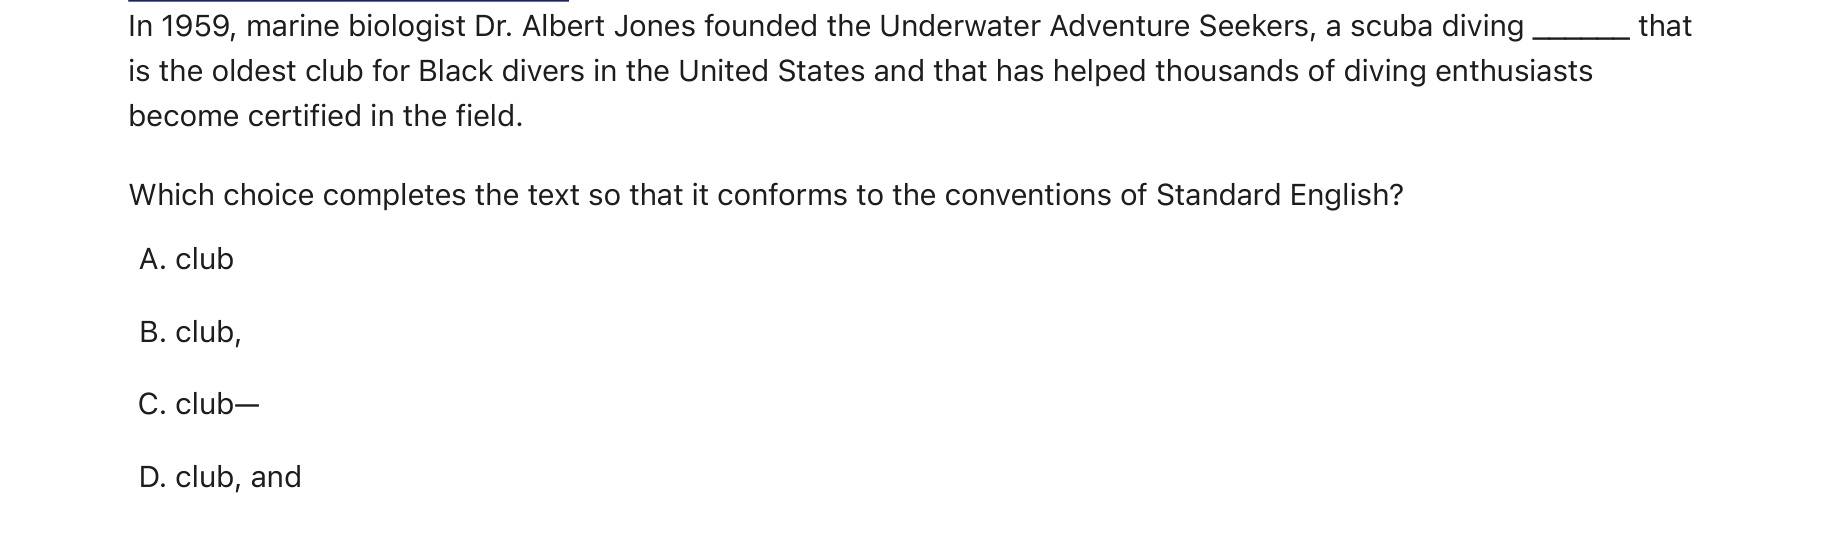 In 1959, marine biologist Dr. Albert Jones founded the Underwater Adventure Seekers, a scuba diving ______ that
is the oldest club for Black divers in the United States and that has helped thousands of diving enthusiasts
become certified in the field.
Which choice completes the text so that it conforms to the conventions of Standard English?
A. club
B. club,
C. club—
D. club, and